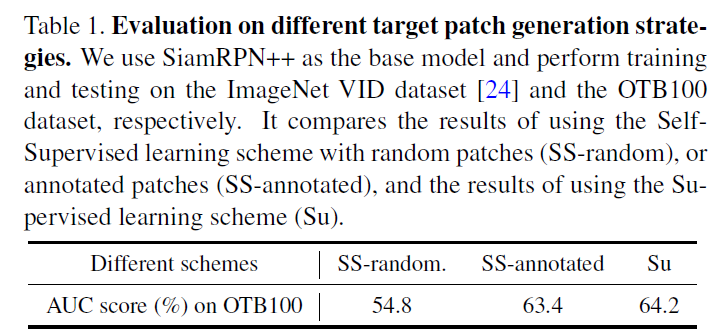 Table 1. Evaluation on different target patch generation strate-
gies. We use SiamRPN++ as the base model and perform training
and testing on the ImageNet VID dataset [24] and the OTB100
dataset, respectively. It compares the results of using the Self-
Supervised learning scheme with random patches (SS-random), or
annotated patches (SS-annotated), and the results of using the Su-
pervised learning scheme (Su).
Different schemes SS-random. SS-annotated Su
AUC score (%) on OTB100 54.8 63.4 64.2